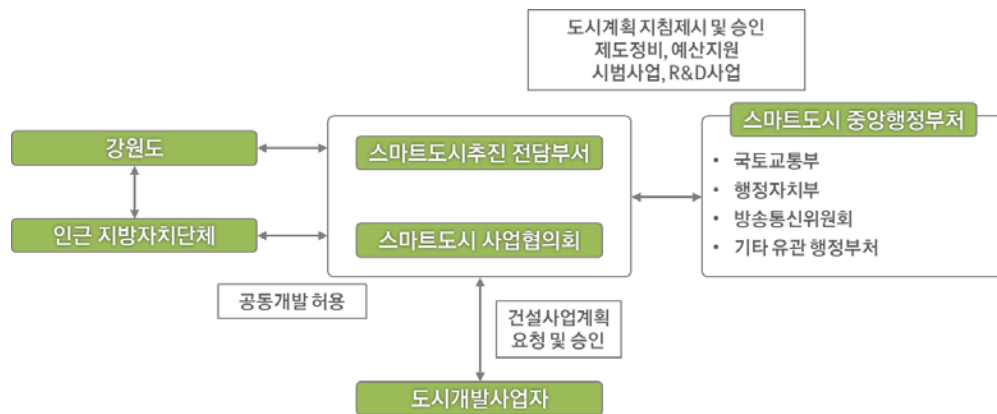 도시계획 지침제시 및 승인
제도정비, 예산지원
시범사업, R&D사업
강원도
인근 지방자치단체
스마트도시추진 전담부서
스마트도시 사업협의회
스마트도시 중앙행정부처
• 국토교통부
• 행정자치부
• 방송통신위원회
• 기타 유관 행정부처
공동개발 허용
건설사업계획
요청 및 승인
도시개발사업자